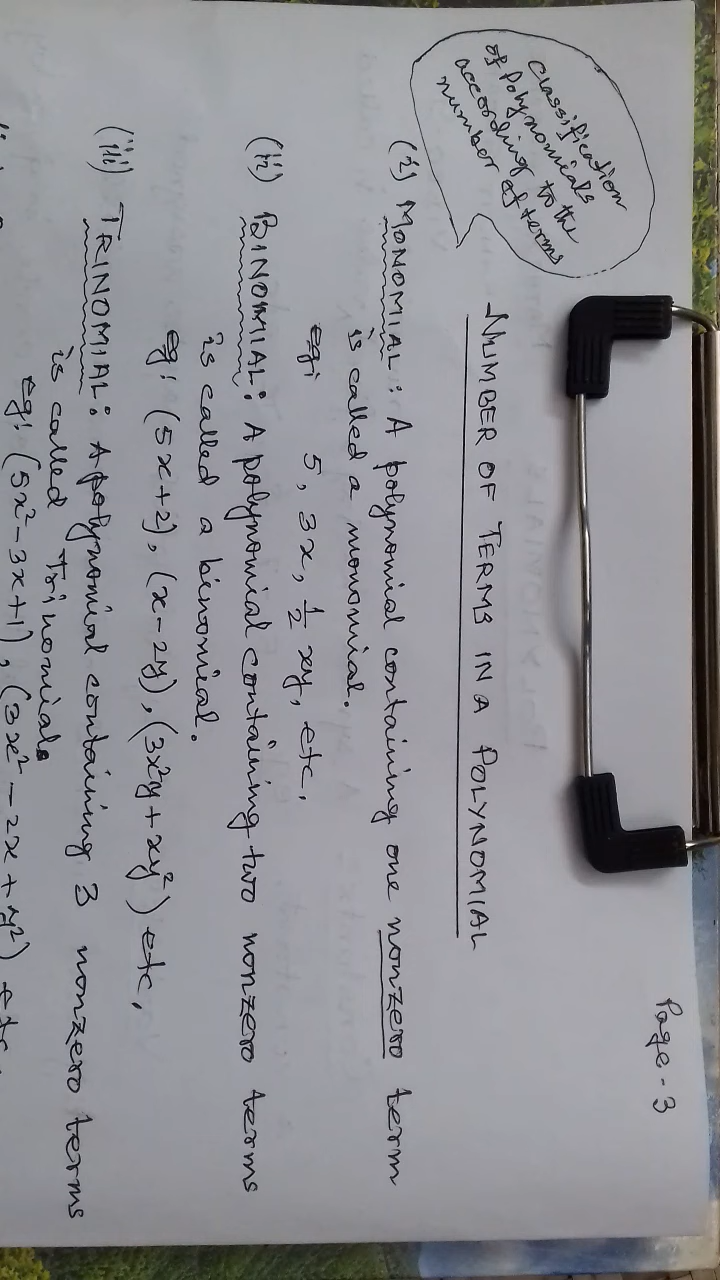 Page-3
classification
of Polynomials
according to the
number of terms
NUMBER OF TERMS IN A POLYNOMIAL
(i) MONOMIAL: A polynomial containing one nonzero term
is called a monomial.
eg: 5, 3x, 1/2 xy, etc,
(ii) BINOMIAL: A polynomial containing two nonzero terms
is called a binomial.
eg: (5x+2), (x-2y), (3x²y+xy²) etc,
(iii) TRINOMIAL: A polynomial containing 3 nonzero terms
is called Trinomials
eg: (5x²-3x+1), (3x²-2x+y²) etc.